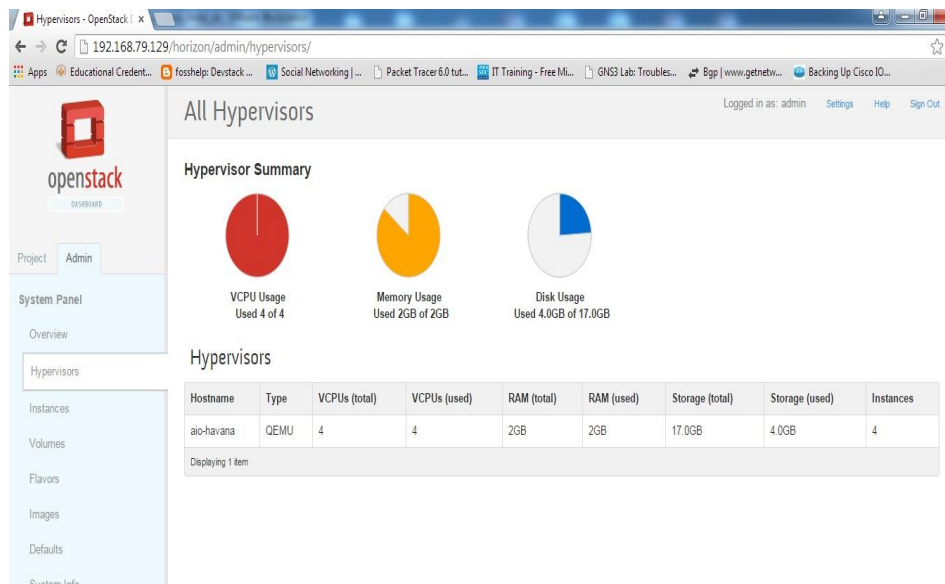 Hypervisors - OpenStack
192.168.79.129/horizon/admin/hypervisors/
Apps Educational Credent... fosshelp: Devstack ... Social Networking | ... Packet Tracer 6.0 tut... IT Training - Free Mi... GNS3 Lab: Troubles... Bgp | www.getnetw... Backing Up Cisco IO...
openstack
DASHBOARD
Project Admin
System Panel
Overview
Hypervisors
Instances
Volumes
Flavors
Images
Defaults
System Info
All Hypervisors
Logged in as: admin Settings Help Sign Out
Hypervisor Summary
VCPU Usage
Used 4 of 4
Memory Usage
Used 2GB of 2GB
Disk Usage
Used 4.0GB of 17.0GB
Hypervisors
Hostname Type VCPUs (total) VCPUs (used) RAM (total) RAM (used) Storage (total) Storage (used) Instances
aio-havana QEMU 4 4 2GB 2GB 17.0GB 4.0GB 4
Displaying 1 item